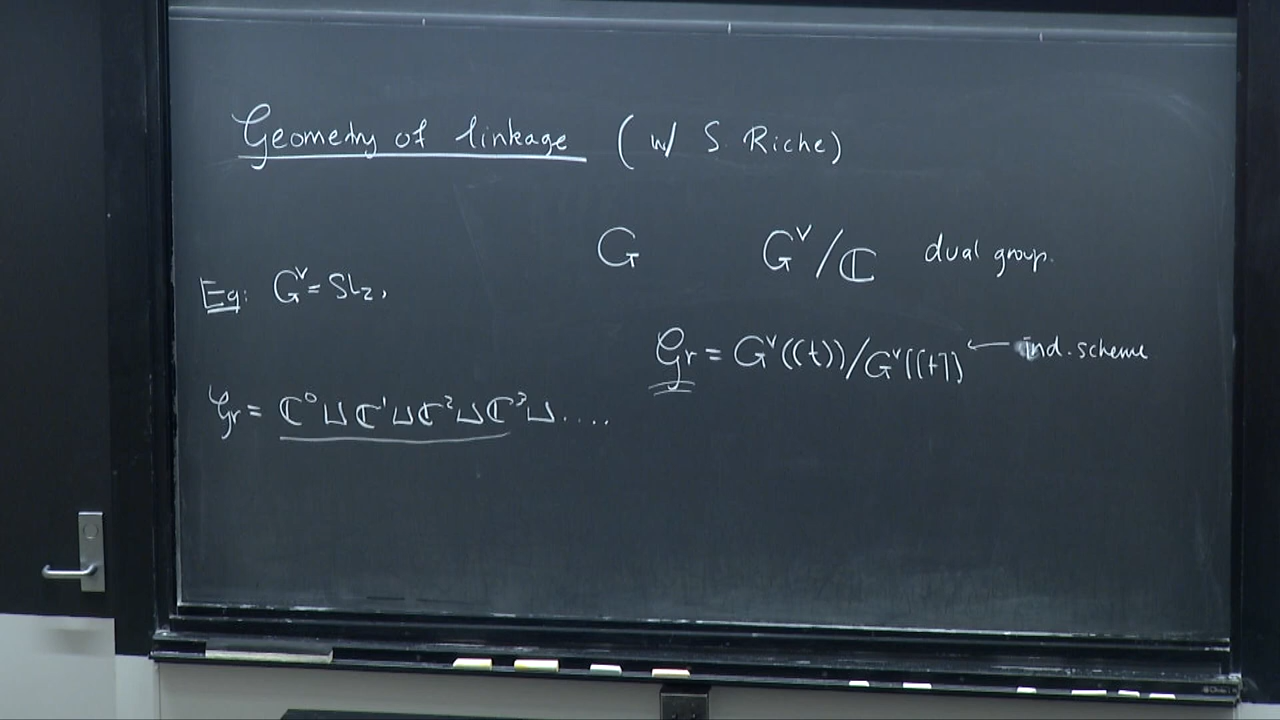 Geometry of linkage (w/ S. Riche)
G G^∨/ℂ dual group.
Eg: G^∨ = SL₂,
Gr = G^∨((t))/G^∨[[t]] ← ind. scheme
Gr = ℂ⁰ ⊔ ℂ¹ ⊔ ℂ² ⊔ ℂ³ ⊔ ....